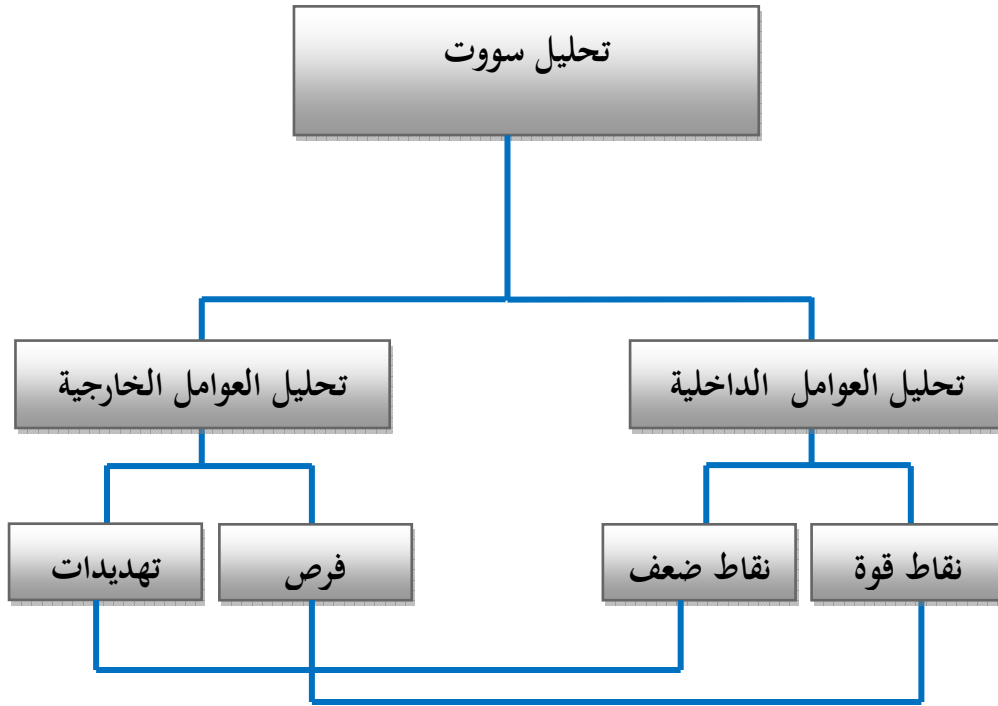 تحليل سووت
تحليل العوامل الداخلية
تحليل العوامل الخارجية
نقاط قوة
نقاط ضعف
فرص
تهديدات